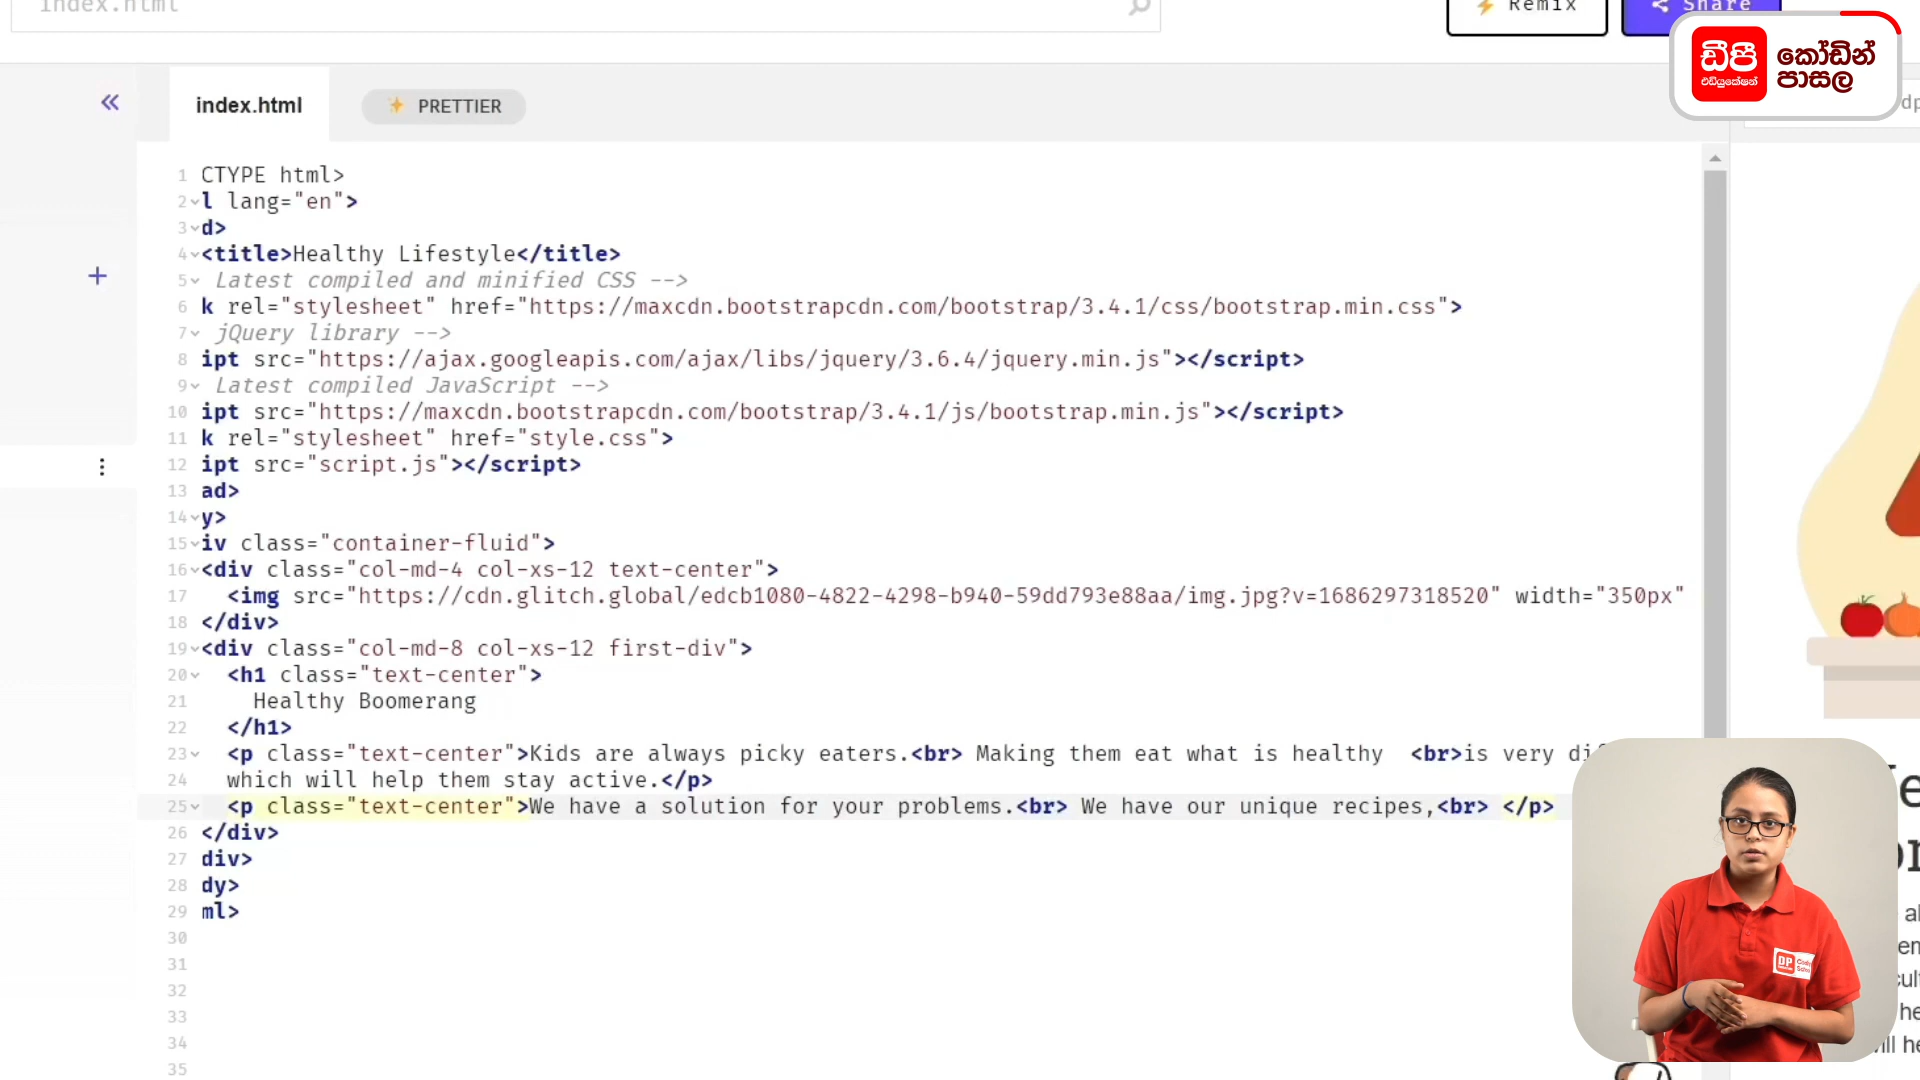 Index.html
Remix
Share
ඩීපී
එඩියුකේෂන්
කෝඩින්
පාසල
index.html
PRETTIER
dp
1 CTYPE html>
2 l lang="en">
3 d>
4 <title>Healthy Lifestyle</title>
5 Latest compiled and minified CSS -->
6 k rel="stylesheet" href="https://maxcdn.bootstrapcdn.com/bootstrap/3.4.1/css/bootstrap.min.css">
7 jQuery library -->
8 ipt src="https://ajax.googleapis.com/ajax/libs/jquery/3.6.4/jquery.min.js"></script>
9 Latest compiled JavaScript -->
10 ipt src="https://maxcdn.bootstrapcdn.com/bootstrap/3.4.1/js/bootstrap.min.js"></script>
11 k rel="stylesheet" href="style.css">
12 ipt src="script.js"></script>
13 ad>
14 y>
15 iv class="container-fluid">
16 <div class="col-md-4 col-xs-12 text-center">
17 <img src="https://cdn.glitch.global/edcb1080-4822-4298-b940-59dd793e88aa/img.jpg?v=1686297318520" width="350px"
18 </div>
19 <div class="col-md-8 col-xs-12 first-div">
20 <h1 class="text-center">
21 Healthy Boomerang
22 </h1>
23 <p class="text-center">Kids are always picky eaters.<br> Making them eat what is healthy <br>is very di
24 which will help them stay active.</p>
25 <p class="text-center">We have a solution for your problems.<br> We have our unique recipes,<br> </p>
26 </div>
27 div>
28 dy>
29 ml>
30
31
32
33
34
35
DP